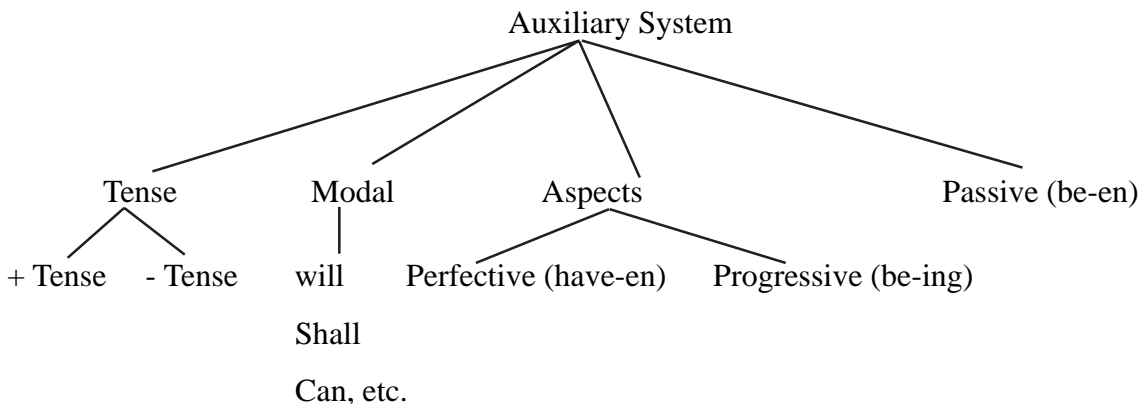 Auxiliary System
Tense Modal Aspects Passive (be-en)
+ Tense - Tense will Perfective (have-en) Progressive (be-ing)
Shall
Can, etc.